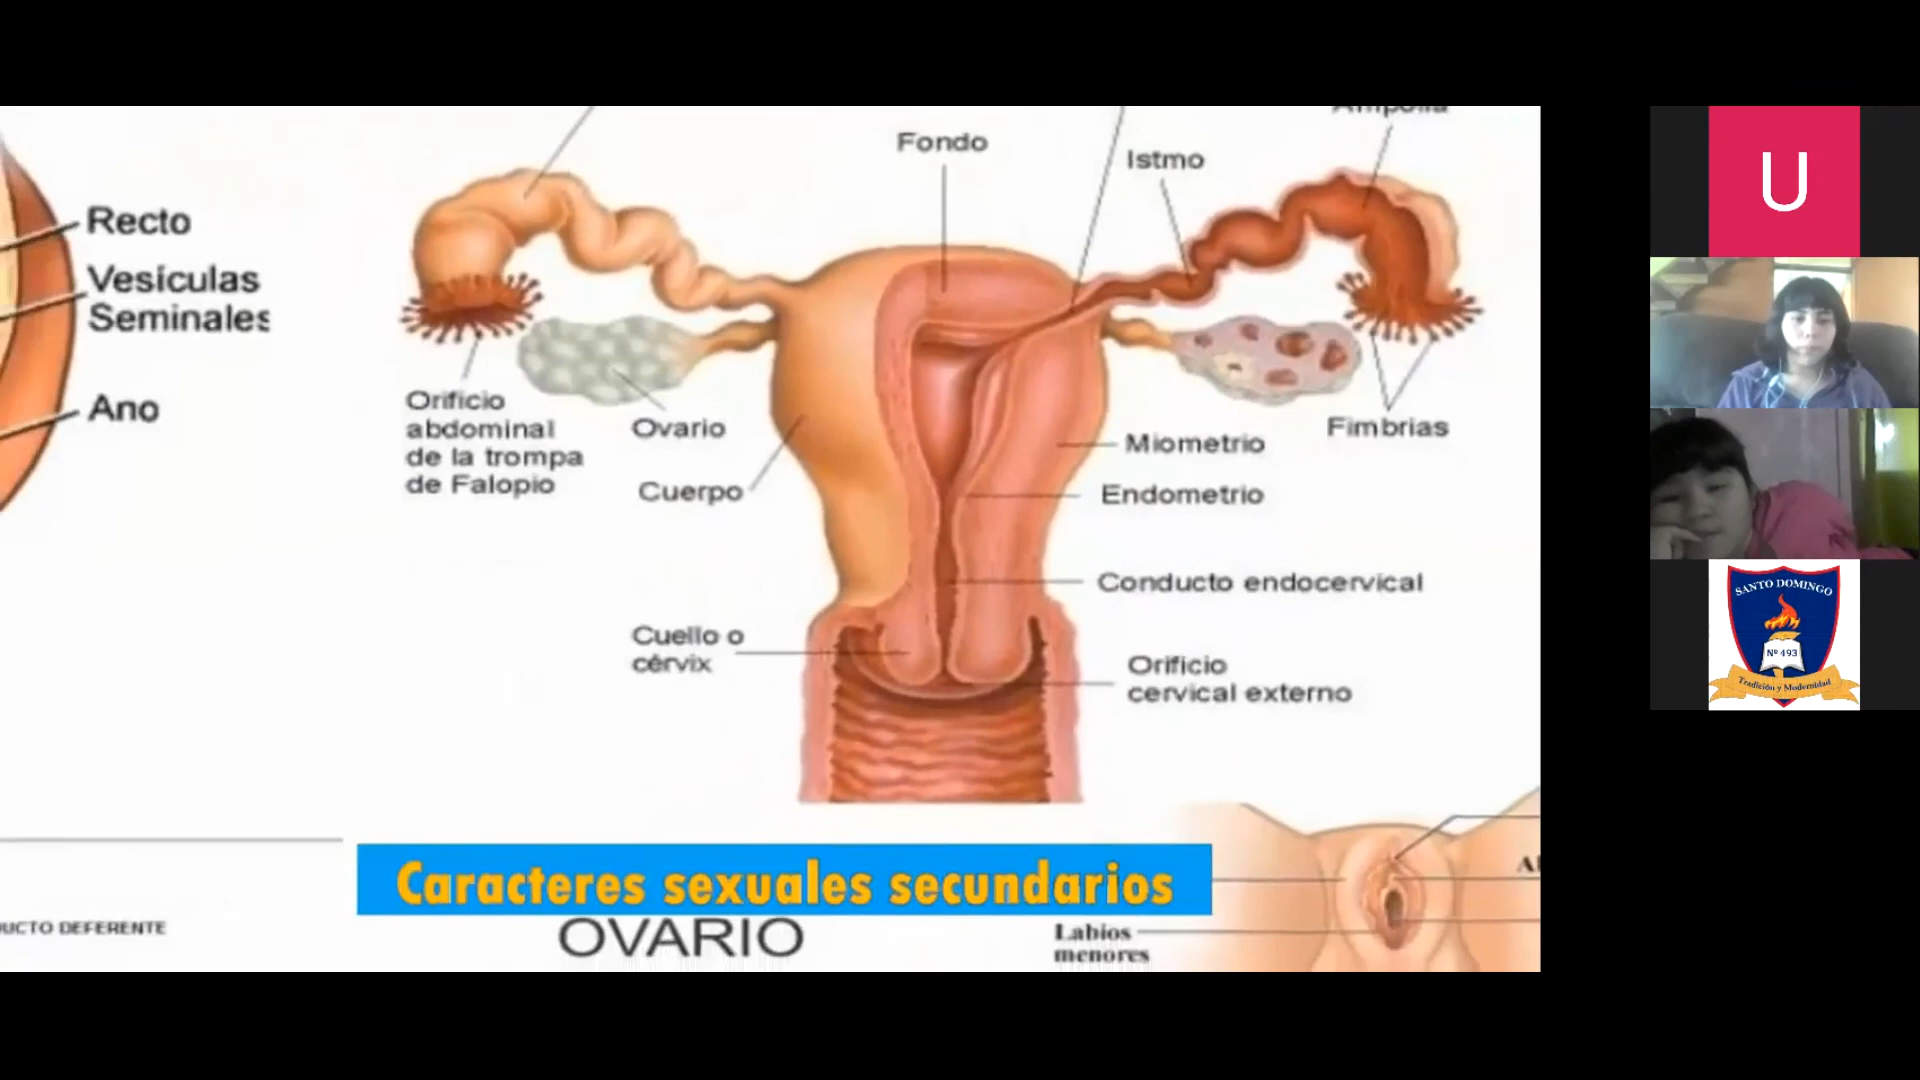 Recto
Vesículas
Seminales
Ano
UCTO DEFERENTE
Fondo
Istmo
Ampolla
Orificio
abdominal
de la trompa
de Falopio
Ovario
Cuerpo
Fimbrias
Miometrio
Endometrio
Conducto endocervical
Cuello o
cérvix
Orificio
cervical externo
Caracteres sexuales secundarios
OVARIO
Labios
menores
U
SANTO DOMINGO
Nº 493
Tradición y Modernidad